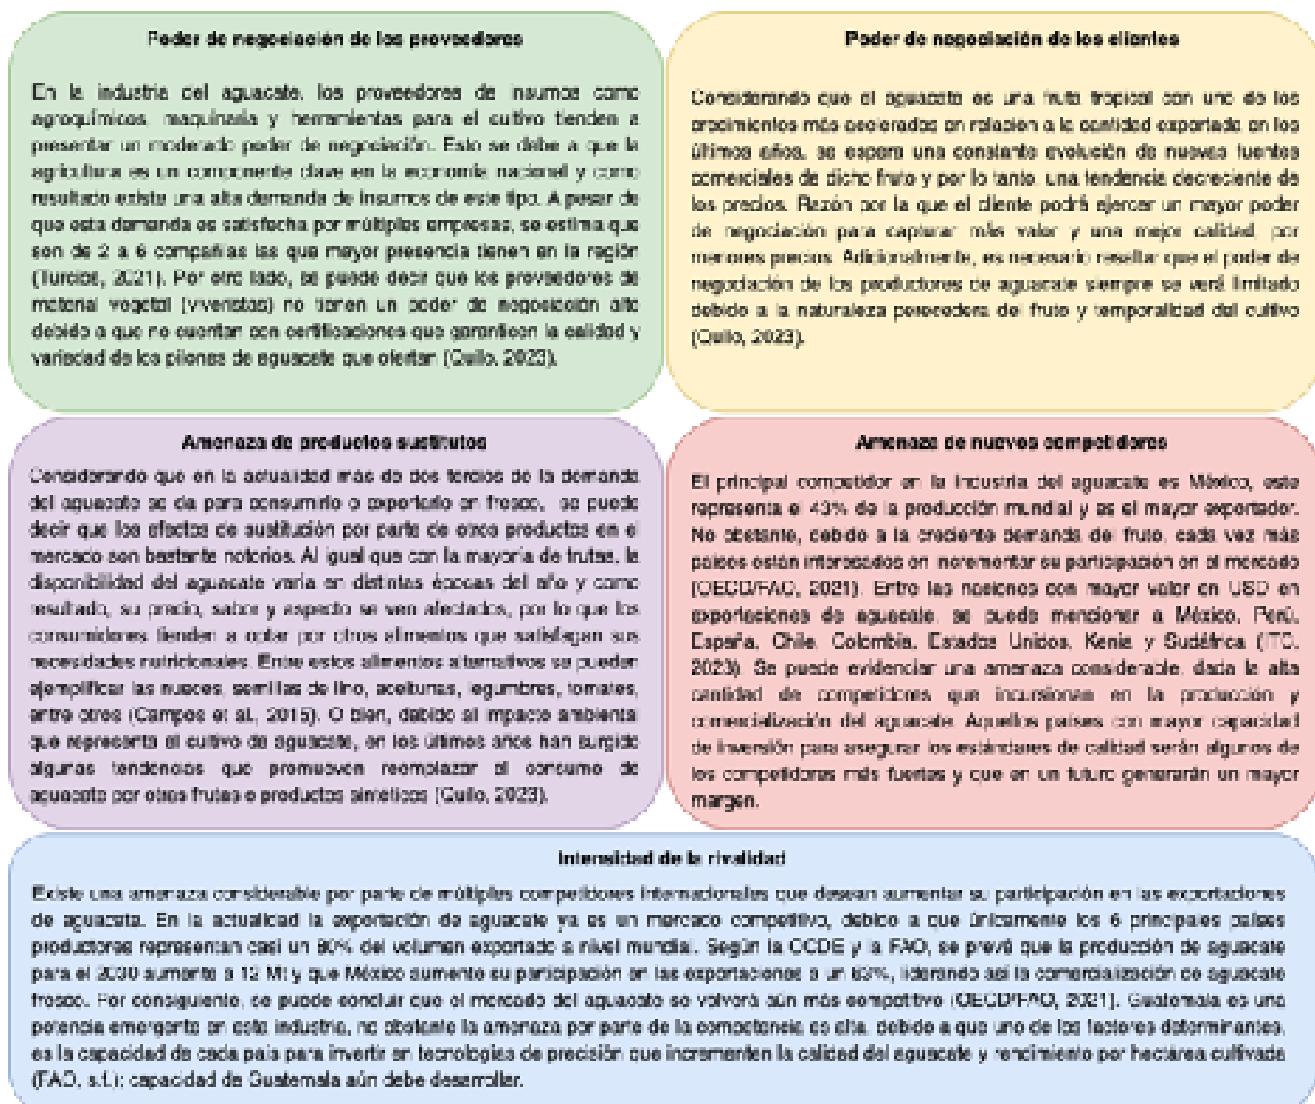 Poder de negociación de los proveedores
En la industria del aguacate, los proveedores de insumos como
agroquímicos, maquinaria y herramientas para el cultivo tienden a
presentar un moderado poder de negociación. Esto se debe a que la
agricultura es un componente clave en la economía nacional y como
resultado existe una alta demanda de insumos de este tipo. A pesar de
que esta demanda es satisfecha por múltiples empresas, se estima que
son de 2 a 6 compañías las que mayor presencia tienen en la región
(Turcios, 2021). Por otro lado, se puede decir que los proveedores de
material vegetal (viveristas) no tienen un poder de negociación alto
debido a que no cuentan con certificaciones que garanticen la calidad y
variedad de los pilones de aguacate que ofertan (Quilo, 2023).
Poder de negociación de los clientes
Considerando que el aguacate es una fruta tropical con uno de los
crecimientos más acelerados en relación a la cantidad exportada en los
últimos años, se espera una constante evolución de nuevas fuentes
comerciales de dicho fruto y por lo tanto, una tendencia decreciente de
los precios. Razón por la que el cliente podrá ejercer un mayor poder
de negociación para capturar más valor y una mejor calidad, por
menores precios. Adicionalmente, es necesario resaltar que el poder de
negociación de los productores de aguacate siempre se verá limitado
debido a la naturaleza perecedera del fruto y temporalidad del cultivo
(Quilo, 2023).
Amenaza de productos sustitutos
Considerando que en la actualidad más de dos tercios de la demanda
del aguacate se da para consumirlo o exportarlo en fresco, se puede
decir que los efectos de sustitución por parte de otros productos en el
mercado son bastante notorios. Al igual que con la mayoría de frutas, la
disponibilidad del aguacate varía en distintas épocas del año y como
resultado, su precio, sabor y aspecto se ven afectados, por lo que los
consumidores tienden a optar por otros alimentos que satisfagan sus
necesidades nutricionales. Entre estos alimentos alternativos se pueden
ejemplificar las nueces, semillas de lino, aceitunas, legumbres, tomates,
entre otros (Campos et al., 2015). O bien, debido al impacto ambiental
que representa el cultivo de aguacate, en los últimos años han surgido
algunas tendencias que promueven reemplazar el consumo de
aguacate por otras frutas o productos sintéticos (Quilo, 2023).
Amenaza de nuevos competidores
El principal competidor en la industria del aguacate es México, este
representa el 43% de la producción mundial y es el mayor exportador.
No obstante, debido a la creciente demanda del fruto, cada vez más
países están interesados en incrementar su participación en el mercado
(OECD/FAO, 2021). Entre las naciones con mayor valor en USD en
exportaciones de aguacate, se puede mencionar a México, Perú,
España, Chile, Colombia, Estados Unidos, Kenia y Sudáfrica (ITC,
2023). Se puede evidenciar una amenaza considerable, dada la alta
cantidad de competidores que incursionan en la producción y
comercialización del aguacate. Aquellos países con mayor capacidad
de inversión para asegurar los estándares de calidad serán algunos de
los competidores más fuertes y que en un futuro generarán un mayor
margen.
Intensidad de la rivalidad
Existe una amenaza considerable por parte de múltiples competidores internacionales que desean aumentar su participación en las exportaciones
de aguacate. En la actualidad la exportación de aguacate ya es un mercado competitivo, debido a que únicamente los 6 principales países
productores representan casi un 80% del volumen exportado a nivel mundial. Según la OCDE y la FAO, se prevé que la producción de aguacate
para el 2030 aumente a 12 Mt y que México aumente su participación en las exportaciones a un 63%, liderando así la comercialización de aguacate
fresco. Por consiguiente, se puede concluir que el mercado del aguacate se volverá aún más competitivo (OECD/FAO, 2021). Guatemala es una
potencia emergente en esta industria, no obstante la amenaza por parte de la competencia es alta, debido a que uno de los factores determinantes,
es la capacidad de cada país para invertir en tecnologías de precisión que incrementen la calidad del aguacate y rendimiento por hectárea cultivada
(FAO, s.f.); capacidad de Guatemala aún debe desarrollar.